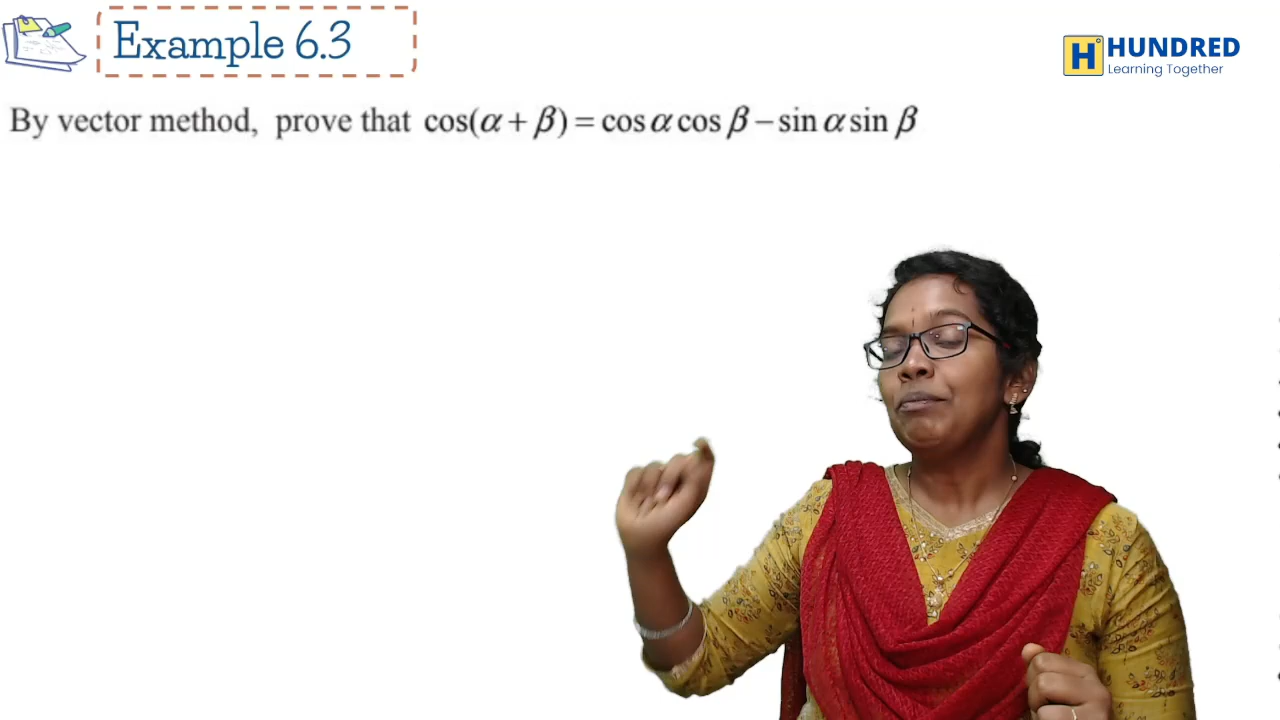 Example 6.3
HUNDRED
Learning Together
By vector method, prove that cos(α + β) = cos α cos β − sin α sin β